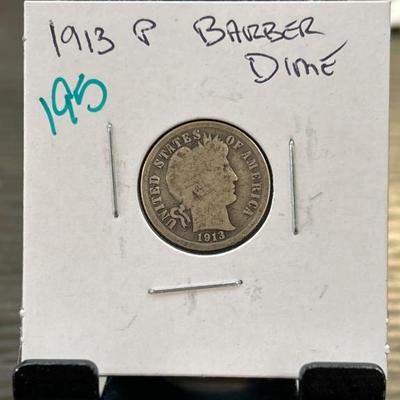 1913 P BARBER
DIME
195
UNITED STATES OF AMERICA
1913